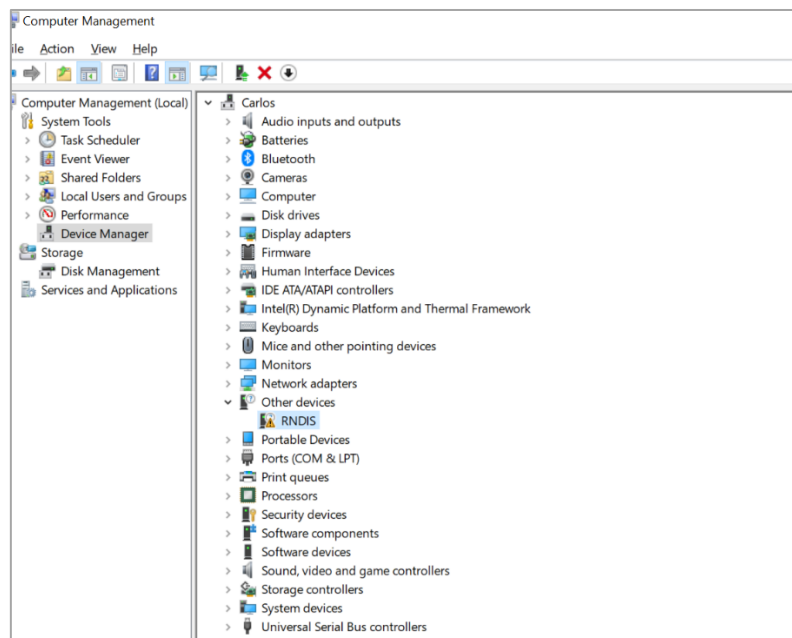 Computer Management
ile Action View Help
Computer Management (Local)
System Tools
Task Scheduler
Event Viewer
Shared Folders
Local Users and Groups
Performance
Device Manager
Storage
Disk Management
Services and Applications
Carlos
Audio inputs and outputs
Batteries
Bluetooth
Cameras
Computer
Disk drives
Display adapters
Firmware
Human Interface Devices
IDE ATA/ATAPI controllers
Intel(R) Dynamic Platform and Thermal Framework
Keyboards
Mice and other pointing devices
Monitors
Network adapters
Other devices
RNDIS
Portable Devices
Ports (COM & LPT)
Print queues
Processors
Security devices
Software components
Software devices
Sound, video and game controllers
Storage controllers
System devices
Universal Serial Bus controllers